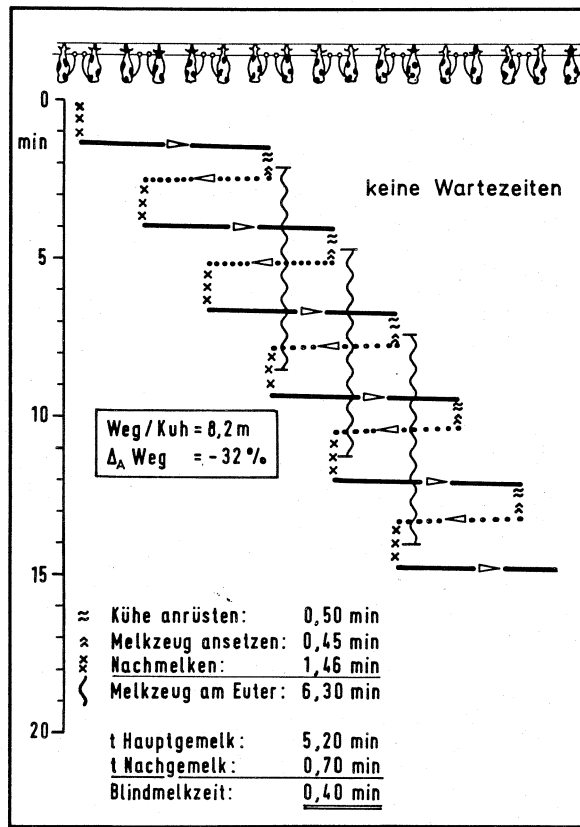 0
min
keine Wartezeiten
5
10
Weg/Kuh = 8,2 m
ΔA Weg = - 32 %
15
≈ Kühe anrüsten: 0,50 min
» Melkzeug ansetzen: 0,45 min
xx Nachmelken: 1,46 min
Melkzeug am Euter: 6,30 min
20
t Hauptgemelk: 5,20 min
t Nachgemelk: 0,70 min
Blindmelkzeit: 0,40 min